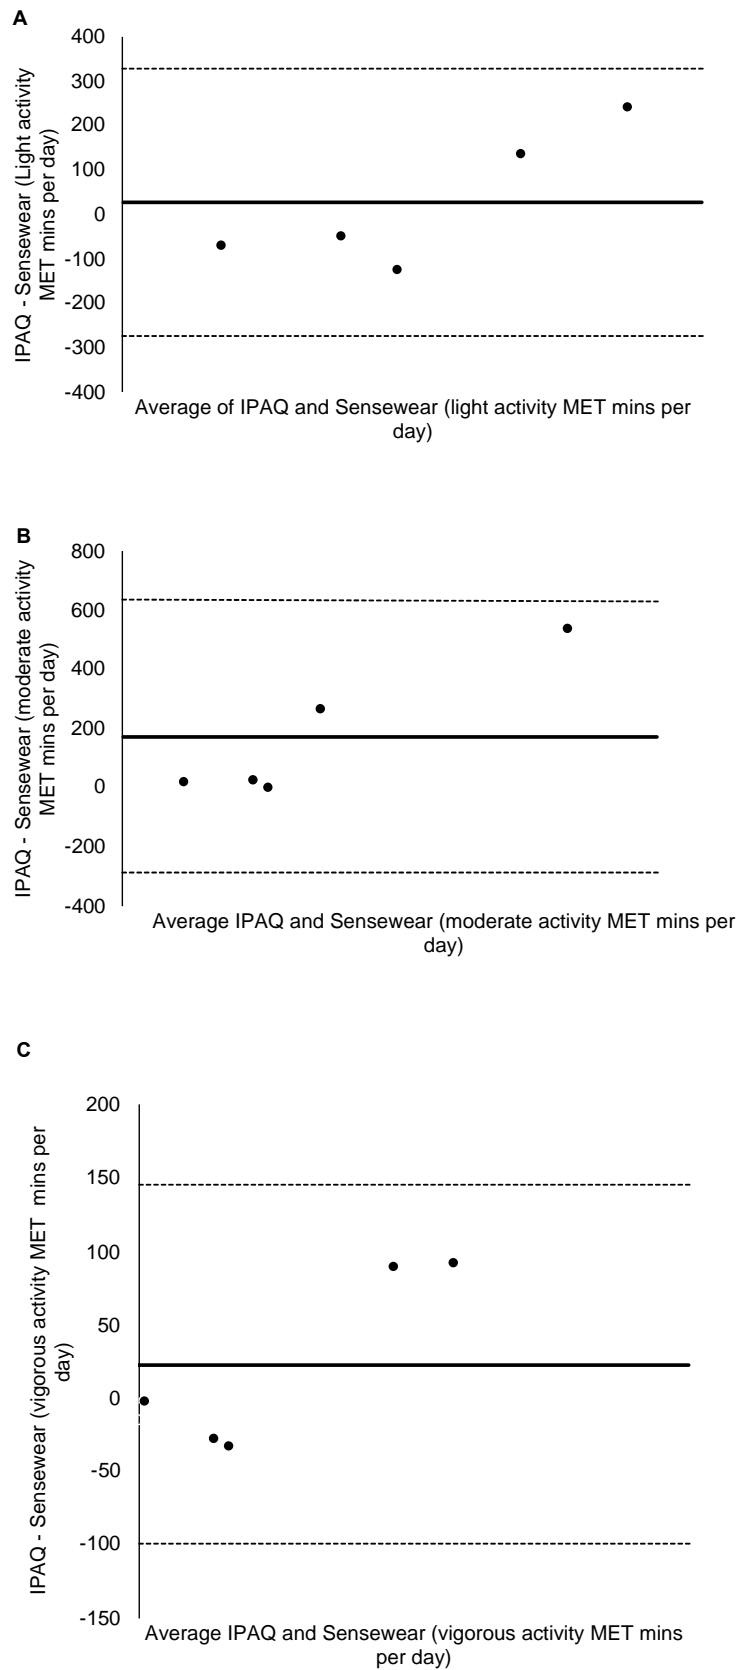 A
400
300
200
100
0
-100
-200
-300
-400
IPAQ - Sensewear (Light activity
MET mins per day)
Average of IPAQ and Sensewear (light activity MET mins per
day)
B
800
600
400
200
0
-200
-400
IPAQ - Sensewear (moderate activity
MET mins per day)
Average IPAQ and Sensewear (moderate activity MET mins per
day)
C
200
150
100
50
0
-50
-100
-150
IPAQ - Sensewear (vigorous activity MET mins per
day)
Average IPAQ and Sensewear (vigorous activity MET mins
per day)